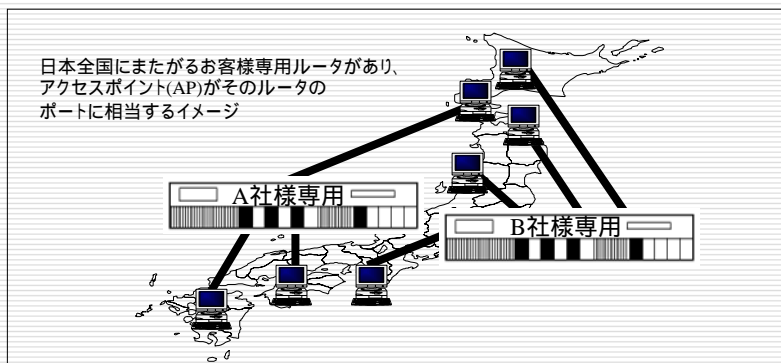 日本全国にまたがるお客様専用ルータがあり、
アクセスポイント(AP)がそのルータの
ポートに相当するイメージ
A社様専用
B社様専用